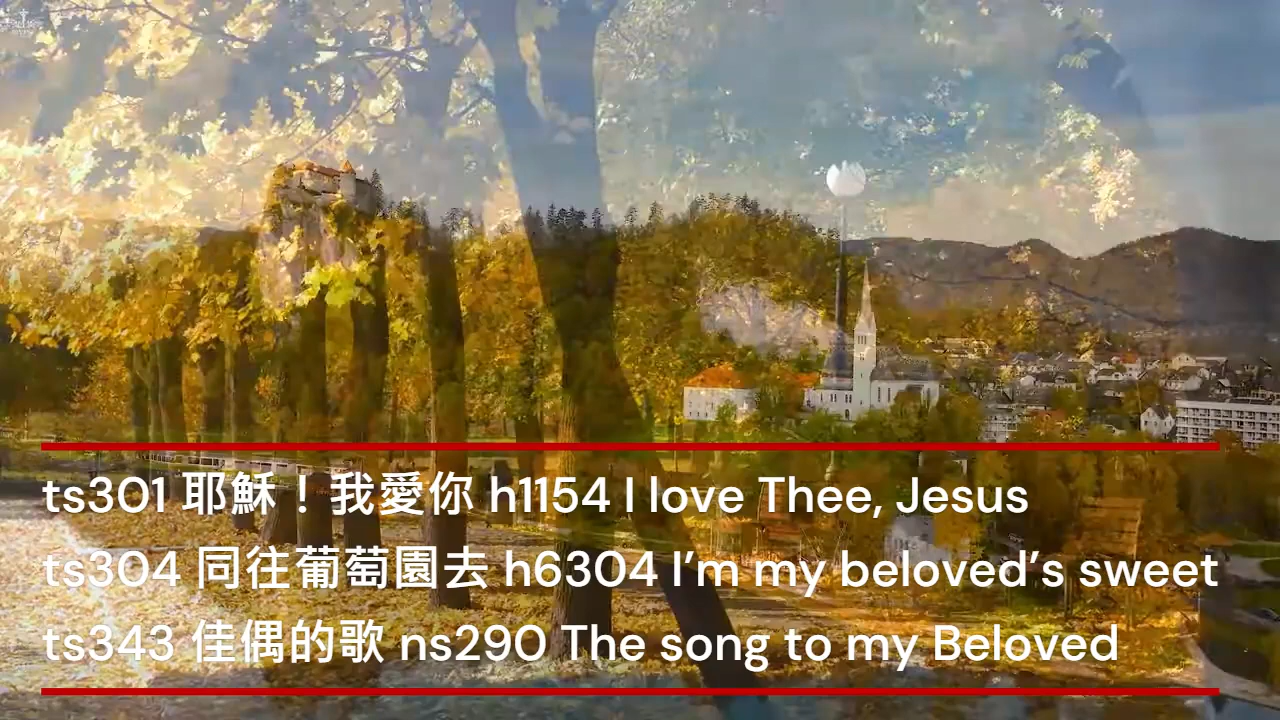 ts301 耶穌！我愛你 h1154 I love Thee, Jesus
ts304 同往葡萄園去 h6304 I’m my beloved’s sweet
ts343 佳偶的歌 ns290 The song to my Beloved